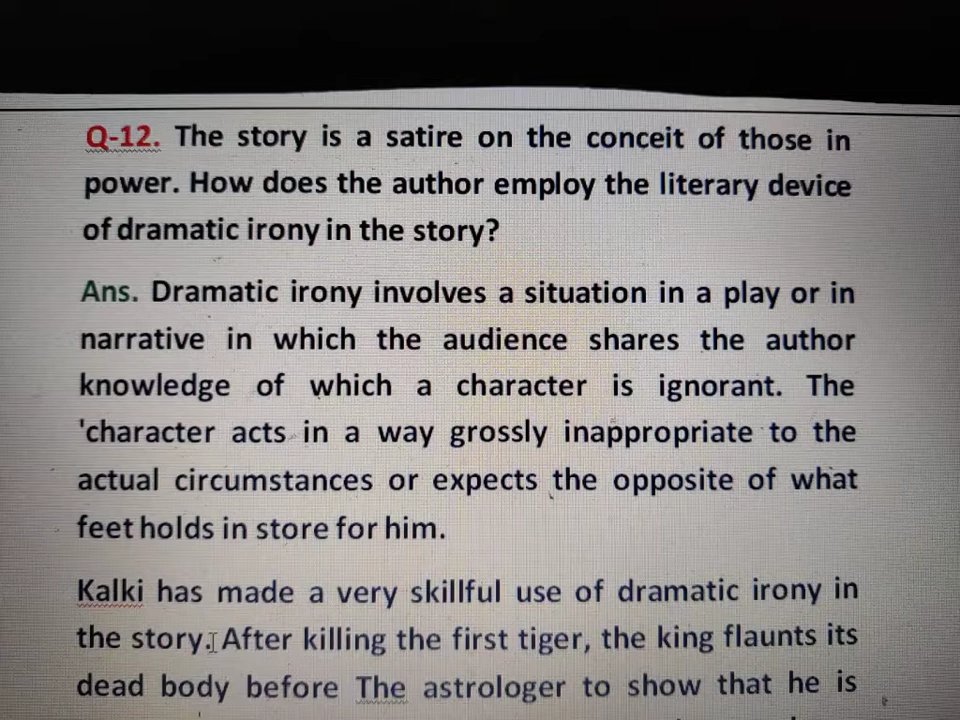 Q-12. The story is a satire on the conceit of those in
power. How does the author employ the literary device
of dramatic irony in the story?
Ans. Dramatic irony involves a situation in a play or in
narrative in which the audience shares the author
knowledge of which a character is ignorant. The
'character acts in a way grossly inappropriate to the
actual circumstances or expects the opposite of what
feet holds in store for him.
Kalki has made a very skillful use of dramatic irony in
the story. After killing the first tiger, the king flaunts its
dead body before The astrologer to show that he is